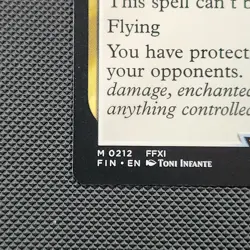 This spell can't b
Flying
You have protect
your opponents.
damage, enchanted
anything controlled
M 0212 FFXI
FIN • EN Toni Infante